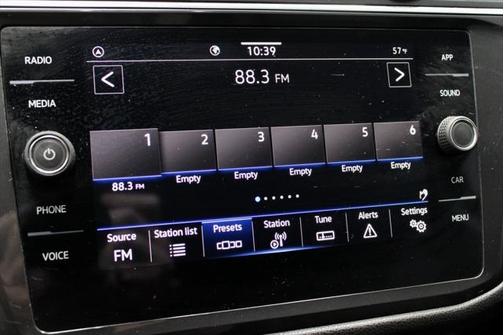 RADIO
MEDIA
PHONE
VOICE
10:39
57°F
88.3 FM
1
2
3
4
5
6
88.3 FM
Empty
Empty
Empty
Empty
Empty
Source
FM
Station list
Presets
Station
Tune
Alerts
Settings
APP
SOUND
CAR
MENU